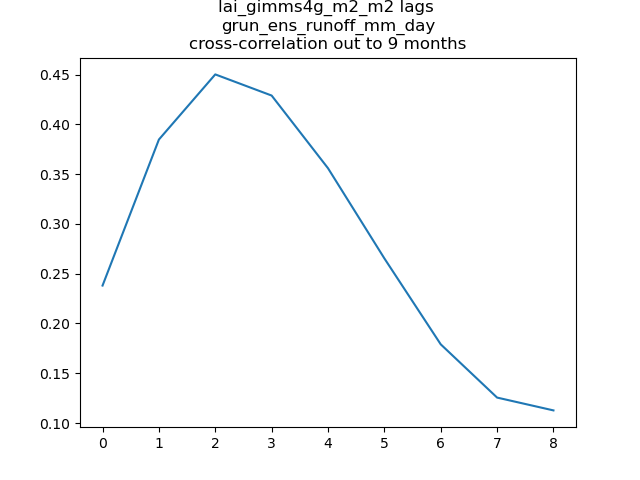 lai_gimms4g_m2_m2 lags
grun_ens_runoff_mm_day
cross-correlation out to 9 months
0.45
0.40
0.35
0.30
0.25
0.20
0.15
0.10
0 1 2 3 4 5 6 7 8